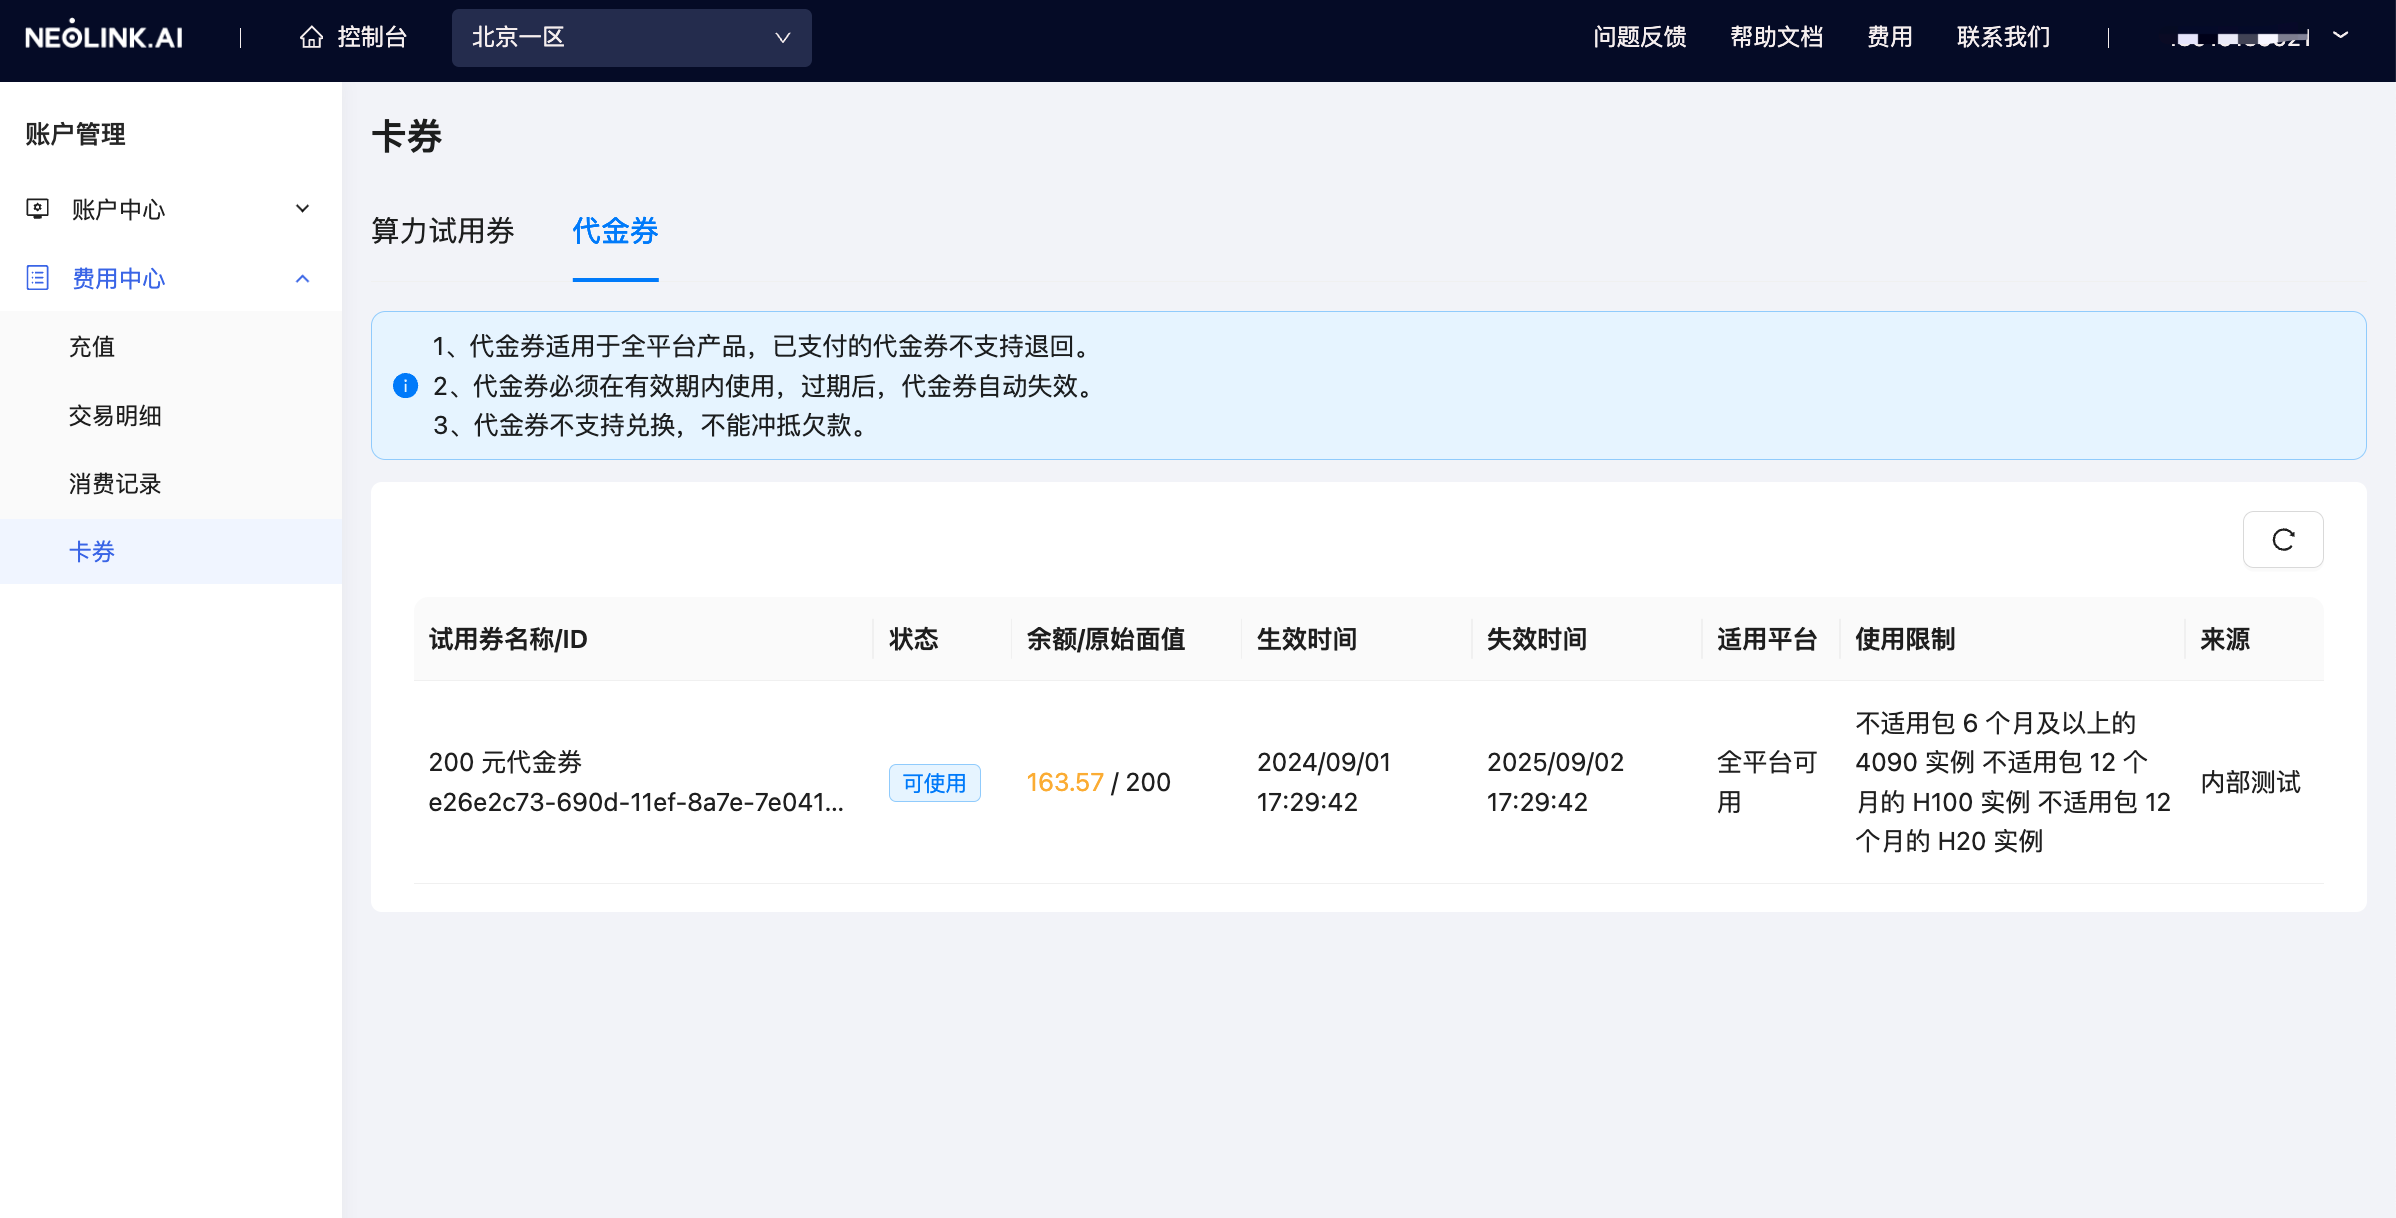 NEOLINK.AI
控制台
北京一区
问题反馈
帮助文档
费用
联系我们
账户管理
账户中心
费用中心
充值
交易明细
消费记录
卡券
卡券
算力试用券
代金券
1、代金券适用于全平台产品，已支付的代金券不支持退回。
2、代金券必须在有效期内使用，过期后，代金券自动失效。
3、代金券不支持兑换，不能冲抵欠款。
试用券名称/ID
状态
余额/原始面值
生效时间
失效时间
适用平台
使用限制
来源
200 元代金券
e26e2c73-690d-11ef-8a7e-7e041...
可使用
163.57 / 200
2024/09/01
17:29:42
2025/09/02
17:29:42
全平台可
用
不适用包 6 个月及以上的
4090 实例 不适用包 12 个
月的 H100 实例 不适用包 12
个月的 H20 实例
内部测试